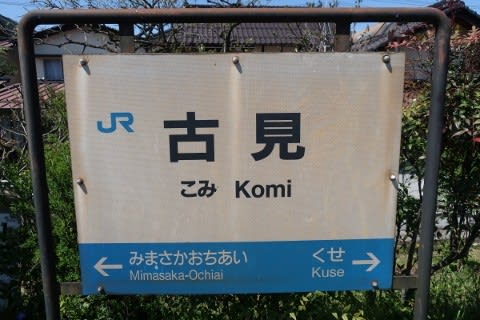 JR
古見
こみ Komi
← みまさかおちあい くせ →
Mimasaka-Ochiai Kuse